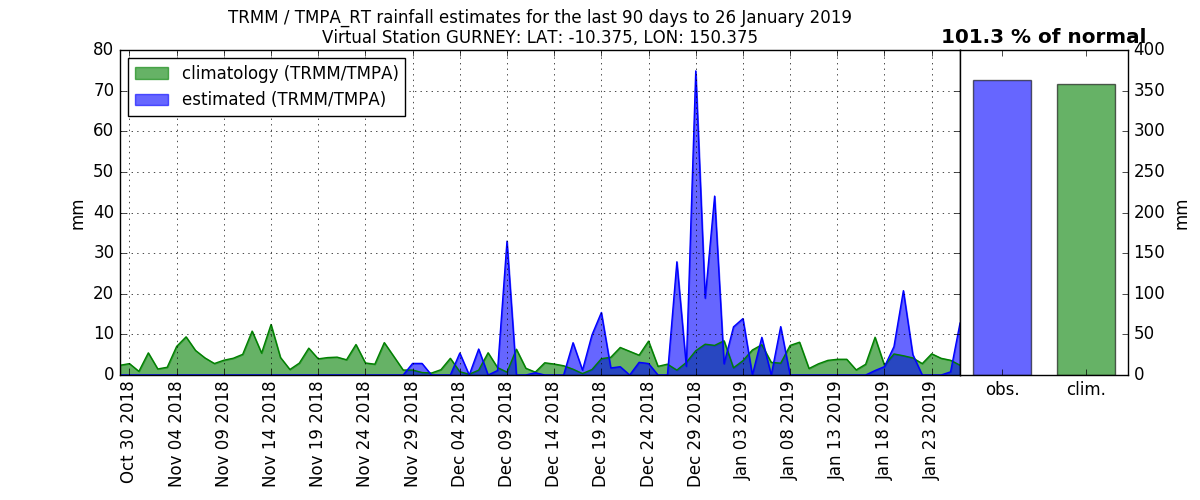 TRMM / TMPA_RT rainfall estimates for the last 90 days to 26 January 2019
Virtual Station GURNEY: LAT: -10.375, LON: 150.375
101.3 % of normal
climatology (TRMM/TMPA)
estimated (TRMM/TMPA)
mm
80
70
60
50
40
30
20
10
0
Oct 30 2018
Nov 04 2018
Nov 09 2018
Nov 14 2018
Nov 19 2018
Nov 24 2018
Nov 29 2018
Dec 04 2018
Dec 09 2018
Dec 14 2018
Dec 19 2018
Dec 24 2018
Dec 29 2018
Jan 03 2019
Jan 08 2019
Jan 13 2019
Jan 18 2019
Jan 23 2019
obs.
clim.
400
350
300
250
200
150
100
50
0
mm